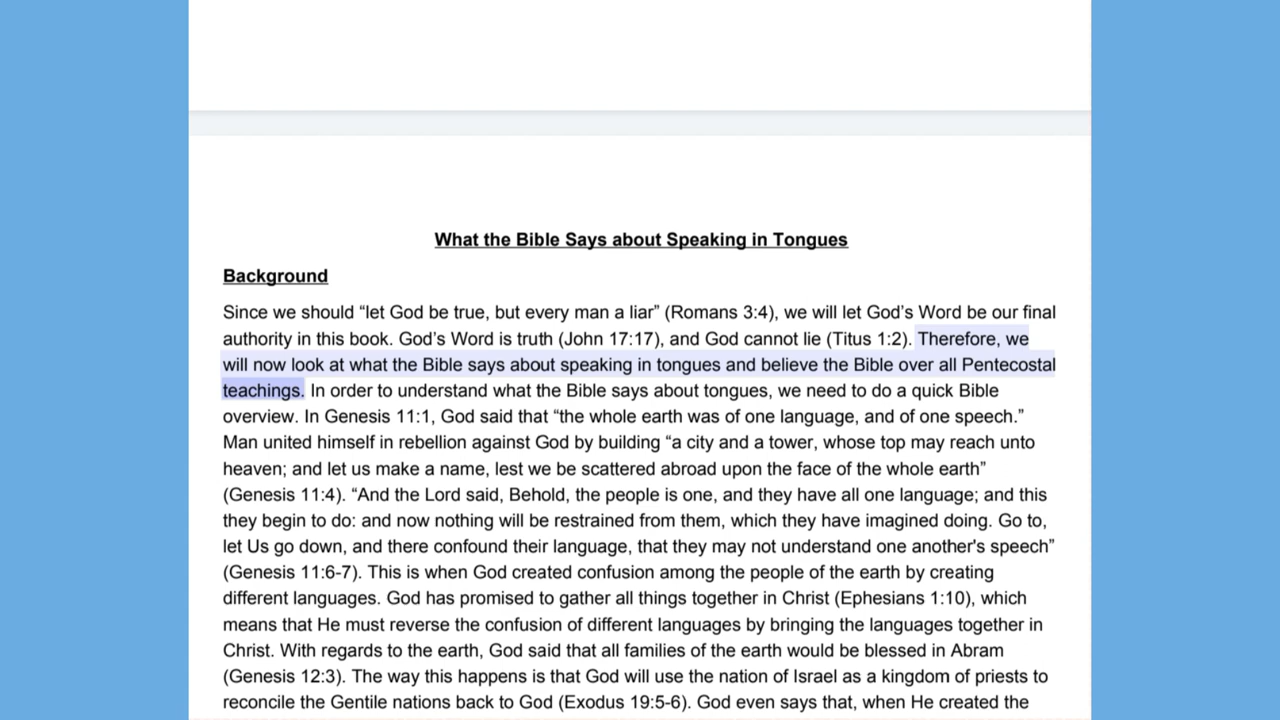 What the Bible Says about Speaking in Tongues
Background
Since we should “let God be true, but every man a liar” (Romans 3:4), we will let God’s Word be our final
authority in this book. God’s Word is truth (John 17:17), and God cannot lie (Titus 1:2). Therefore, we
will now look at what the Bible says about speaking in tongues and believe the Bible over all Pentecostal
teachings. In order to understand what the Bible says about tongues, we need to do a quick Bible
overview. In Genesis 11:1, God said that “the whole earth was of one language, and of one speech.”
Man united himself in rebellion against God by building “a city and a tower, whose top may reach unto
heaven; and let us make a name, lest we be scattered abroad upon the face of the whole earth”
(Genesis 11:4). “And the Lord said, Behold, the people is one, and they have all one language; and this
they begin to do: and now nothing will be restrained from them, which they have imagined doing. Go to,
let Us go down, and there confound their language, that they may not understand one another's speech”
(Genesis 11:6-7). This is when God created confusion among the people of the earth by creating
different languages. God has promised to gather all things together in Christ (Ephesians 1:10), which
means that He must reverse the confusion of different languages by bringing the languages together in
Christ. With regards to the earth, God said that all families of the earth would be blessed in Abram
(Genesis 12:3). The way this happens is that God will use the nation of Israel as a kingdom of priests to
reconcile the Gentile nations back to God (Exodus 19:5-6). God even says that, when He created the